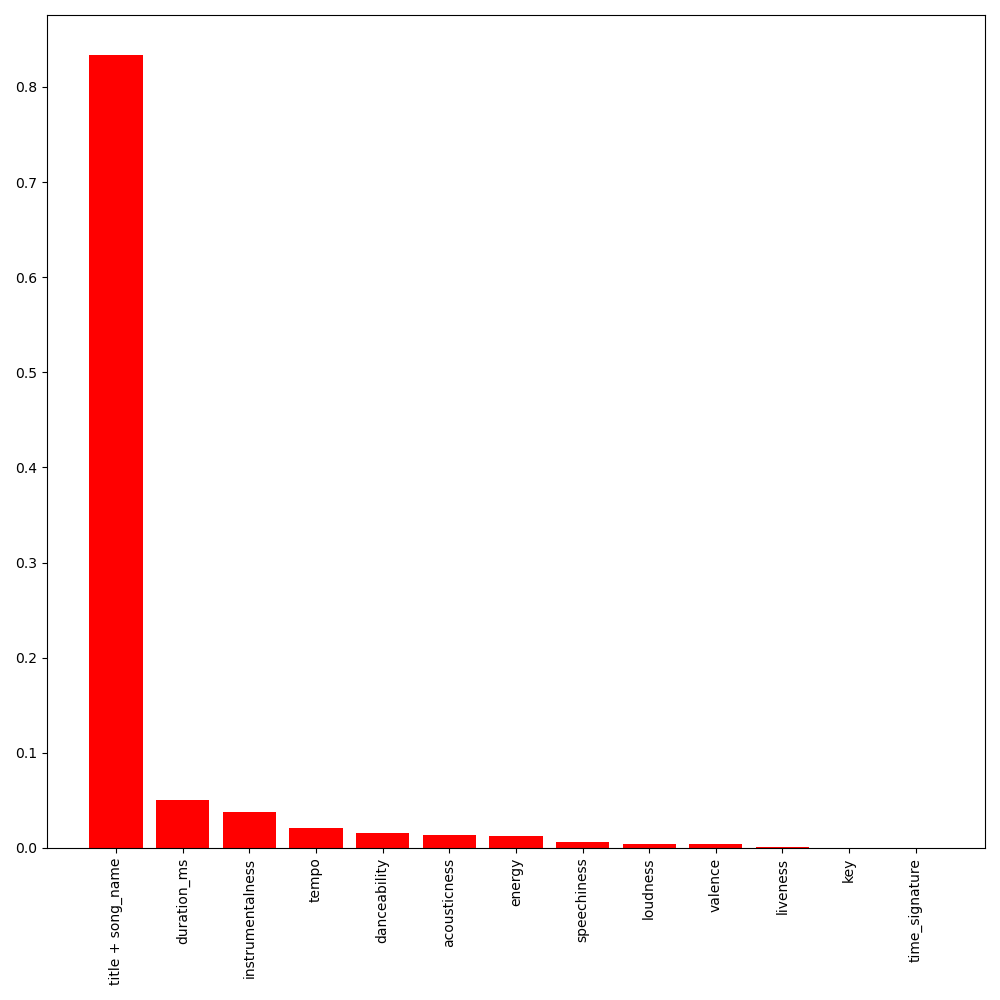 0.8
0.7
0.6
0.5
0.4
0.3
0.2
0.1
0.0
title + song_name
duration_ms
instrumentalness
tempo
danceability
acousticness
energy
speechiness
loudness
valence
liveness
key
time_signature